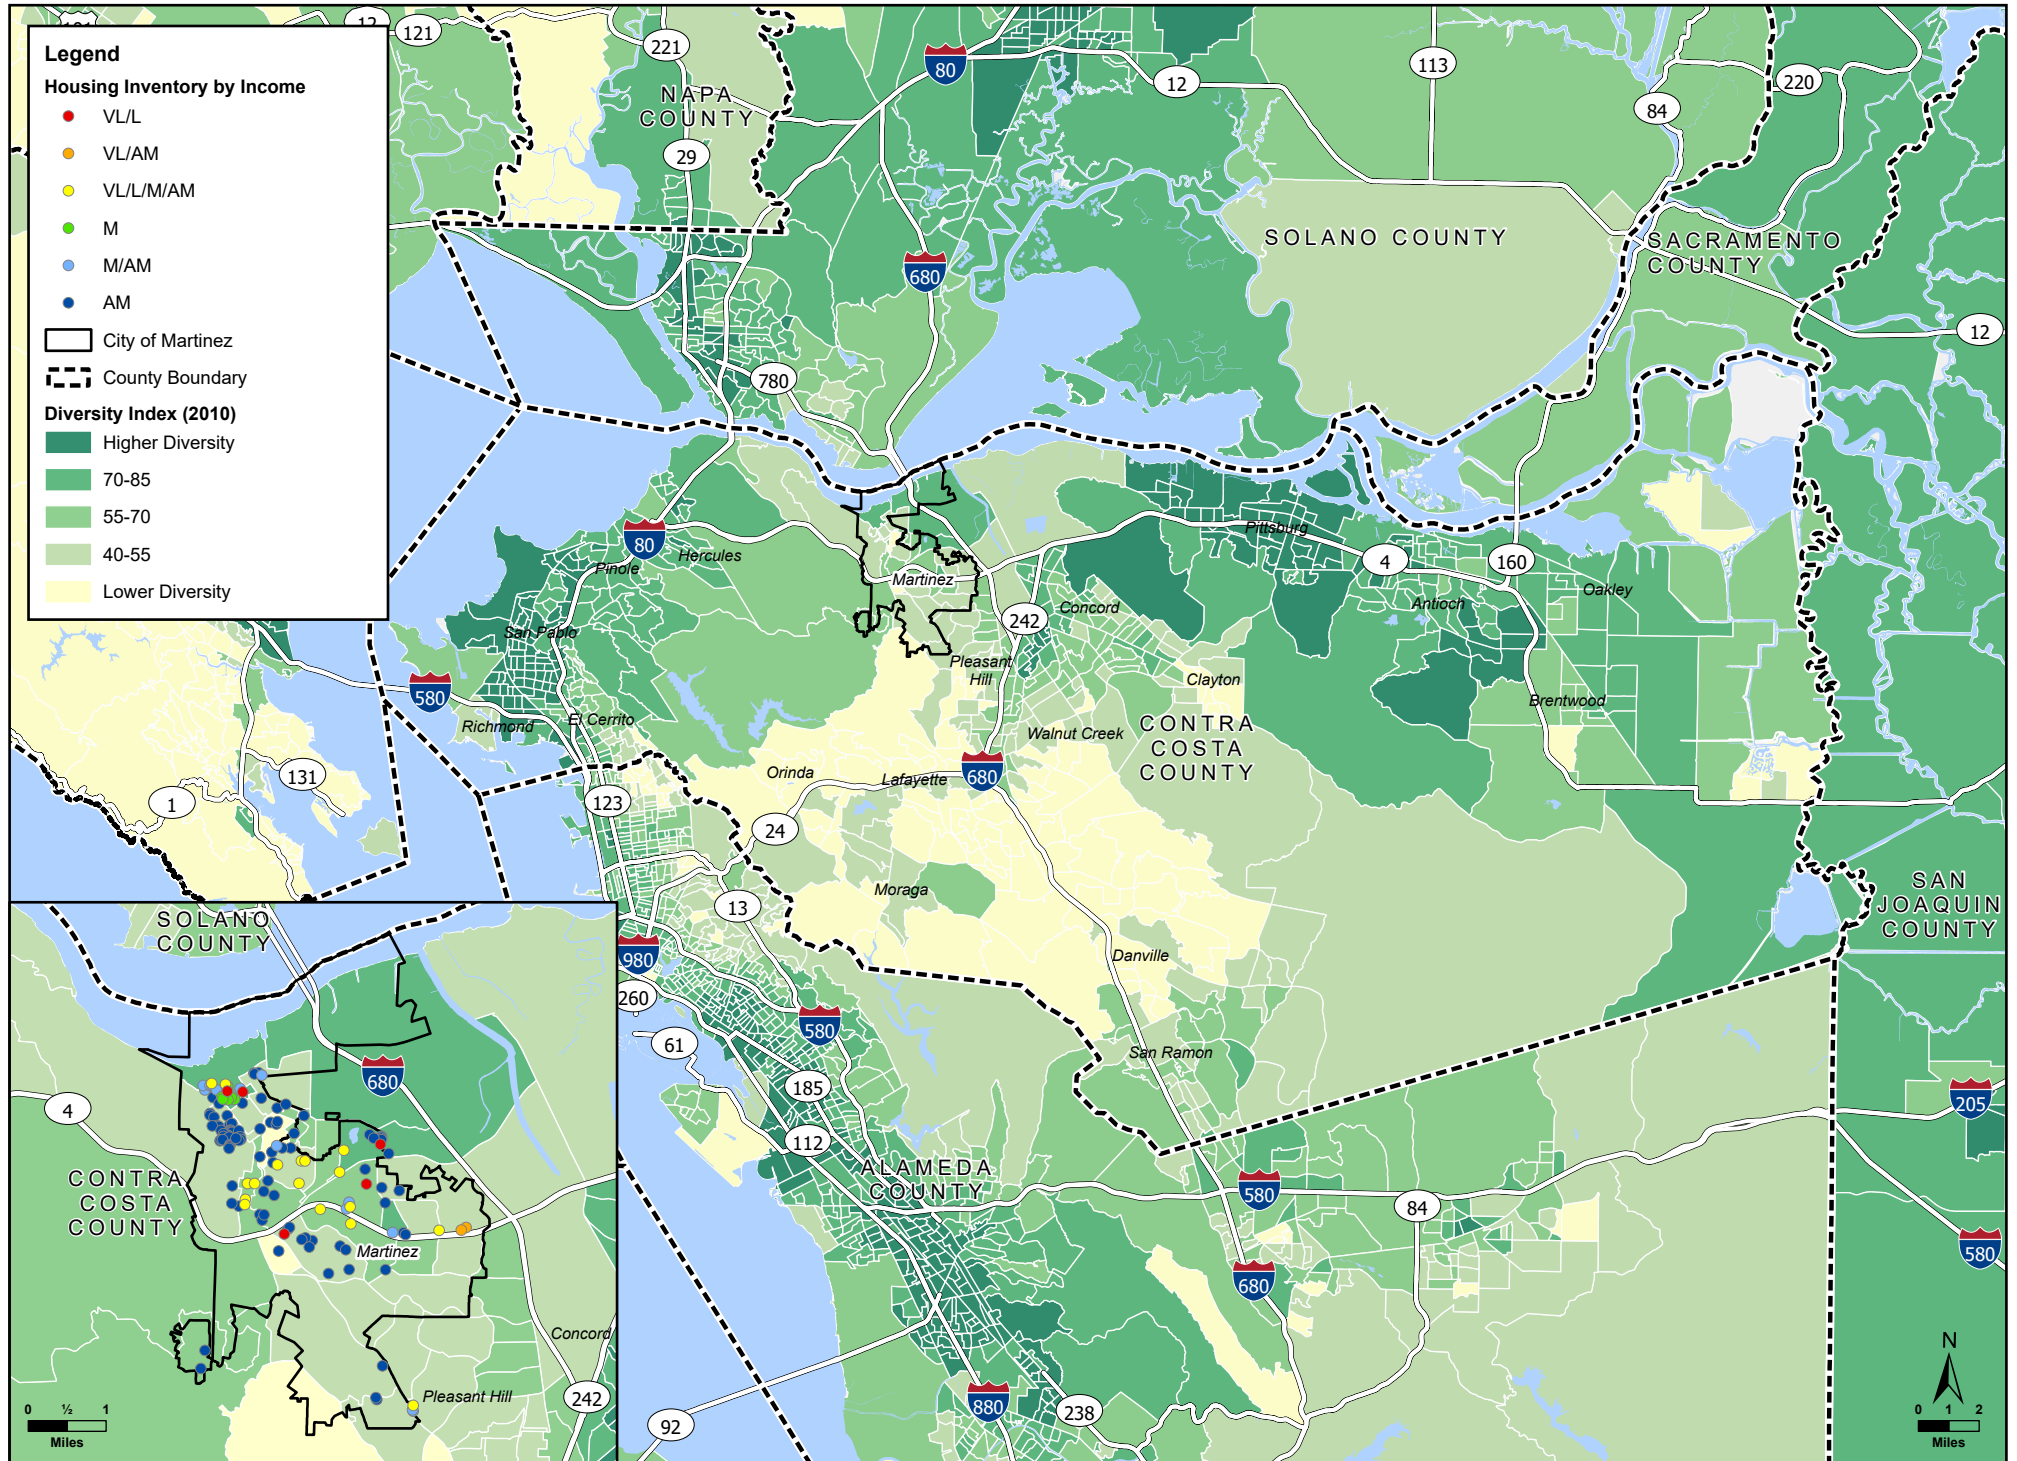 Legend
Housing Inventory by Income
VL/L
VL/AM
VL/L/M/AM
M
M/AM
AM
City of Martinez
County Boundary
Diversity Index (2010)
Higher Diversity
70-85
55-70
40-55
Lower Diversity
12
121
221
80
12
113
84
220
NAPA
COUNTY
29
SOLANO COUNTY
SACRAMENTO
COUNTY
680
12
780
80
Hercules
Pinole
Martinez
Pittsburg
4
160
Oakley
Antioch
Concord
242
San Pablo
Pleasant
Hill
Clayton
580
Richmond
El Cerrito
Brentwood
Walnut Creek
CONTRA
COSTA
COUNTY
131
1
Orinda
Lafayette
680
123
24
Moraga
13
SAN
JOAQUIN
COUNTY
Danville
980
260
580
61
San Ramon
185
205
112
ALAMEDA
COUNTY
580
84
580
680
880
238
92
N
0 1 2
Miles
SOLANO
COUNTY
680
4
CONTRA
COSTA
COUNTY
Martinez
Concord
Pleasant Hill
242
0 ½ 1
Miles